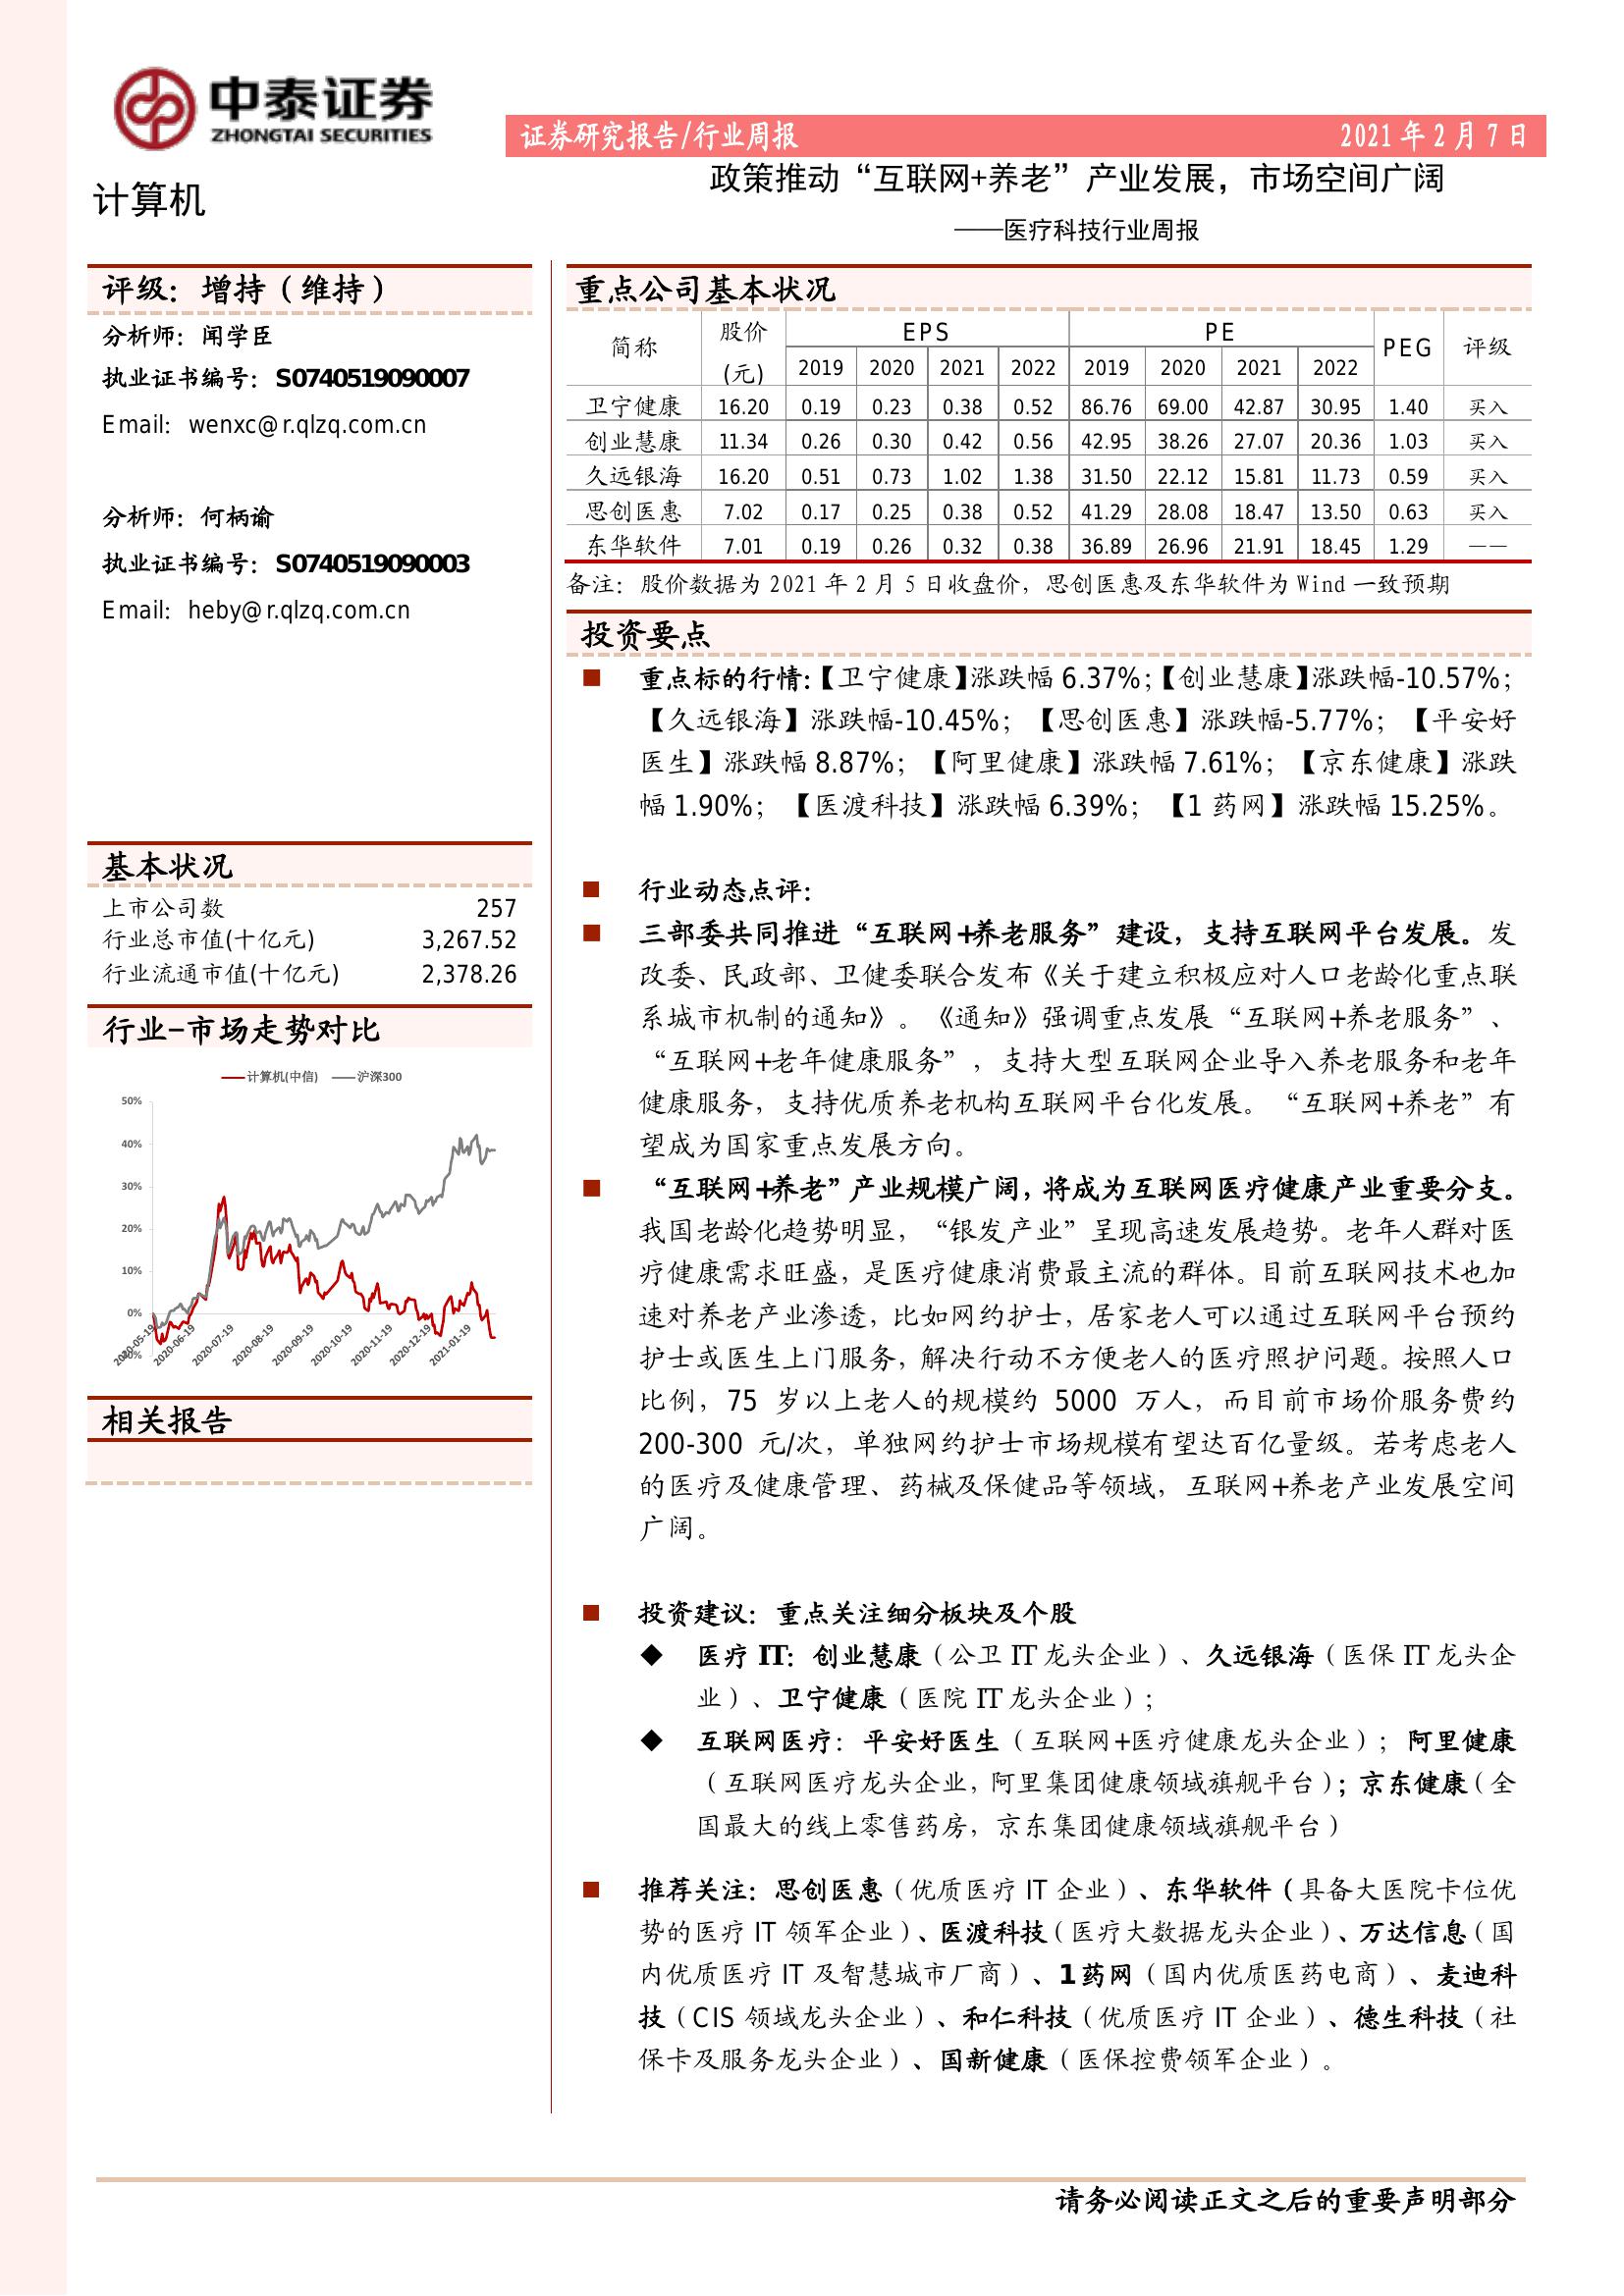 中泰证券
ZHONGTAI SECURITIES
证券研究报告/行业周报 2021 年 2 月 7 日
计算机
政策推动“互联网+养老”产业发展，市场空间广阔
——医疗科技行业周报
评级：增持（维持）
分析师：闻学臣
执业证书编号：S0740519090007
Email：wenxc@r.qlzq.com.cn
分析师：何柄谕
执业证书编号：S0740519090003
Email：heby@r.qlzq.com.cn
基本状况
上市公司数 257
行业总市值(十亿元) 3,267.52
行业流通市值(十亿元) 2,378.26
行业-市场走势对比
计算机(中信) 沪深300
50%
40%
30%
20%
10%
0%
-10%
2020-05-19 2020-06-19 2020-07-19 2020-08-19 2020-09-19 2020-10-19 2020-11-19 2020-12-19 2021-01-19
相关报告
重点公司基本状况
简称 股价(元) EPS PE PEG 评级
2019 2020 2021 2022 2019 2020 2021 2022
卫宁健康 16.20 0.19 0.23 0.38 0.52 86.76 69.00 42.87 30.95 1.40 买入
创业慧康 11.34 0.26 0.30 0.42 0.56 42.95 38.26 27.07 20.36 1.03 买入
久远银海 16.20 0.51 0.73 1.02 1.38 31.50 22.12 15.81 11.73 0.59 买入
思创医惠 7.02 0.17 0.25 0.38 0.52 41.29 28.08 18.47 13.50 0.63 买入
东华软件 7.01 0.19 0.26 0.32 0.38 36.89 26.96 21.91 18.45 1.29 ——
备注：股价数据为 2021 年 2 月 5 日收盘价，思创医惠及东华软件为 Wind 一致预期
投资要点
■ 重点标的行情：【卫宁健康】涨跌幅 6.37%；【创业慧康】涨跌幅-10.57%；
【久远银海】涨跌幅-10.45%；【思创医惠】涨跌幅-5.77%；【平安好
医生】涨跌幅 8.87%；【阿里健康】涨跌幅 7.61%；【京东健康】涨跌
幅 1.90%；【医渡科技】涨跌幅 6.39%；【1 药网】涨跌幅 15.25%。
■ 行业动态点评：
■ 三部委共同推进“互联网+养老服务”建设，支持互联网平台发展。发
改委、民政部、卫健委联合发布《关于建立积极应对人口老龄化重点联
系城市机制的通知》。《通知》强调重点发展“互联网+养老服务”、
“互联网+老年健康服务”，支持大型互联网企业导入养老服务和老年
健康服务，支持优质养老机构互联网平台化发展。“互联网+养老”有
望成为国家重点发展方向。
■ “互联网+养老”产业规模广阔，将成为互联网医疗健康产业重要分支。
我国老龄化趋势明显，“银发产业”呈现高速发展趋势。老年人群对医
疗健康需求旺盛，是医疗健康消费最主流的群体。目前互联网技术也加
速对养老产业渗透，比如网约护士，居家老人可以通过互联网平台预约
护士或医生上门服务，解决行动不方便老人的医疗照护问题。按照人口
比例，75 岁以上老人的规模约 5000 万人，而目前市场价服务费约
200-300 元/次，单独网约护士市场规模有望达百亿量级。若考虑老人
的医疗及健康管理、药械及保健品等领域，互联网+养老产业发展空间
广阔。
■ 投资建议：重点关注细分板块及个股
◆ 医疗 IT：创业慧康（公卫 IT 龙头企业）、久远银海（医保 IT 龙头企
业）、卫宁健康（医院 IT 龙头企业）；
◆ 互联网医疗：平安好医生（互联网+医疗健康龙头企业）；阿里健康
（互联网医疗龙头企业，阿里集团健康领域旗舰平台）；京东健康（全
国最大的线上零售药房，京东集团健康领域旗舰平台）
■ 推荐关注：思创医惠（优质医疗 IT 企业）、东华软件（具备大医院卡位优
势的医疗 IT 领军企业）、医渡科技（医疗大数据龙头企业）、万达信息（国
内优质医疗 IT 及智慧城市厂商）、1 药网（国内优质医药电商）、麦迪科
技（CIS 领域龙头企业）、和仁科技（优质医疗 IT 企业）、德生科技（社
保卡及服务龙头企业）、国新健康（医保控费领军企业）。
请务必阅读正文之后的重要声明部分